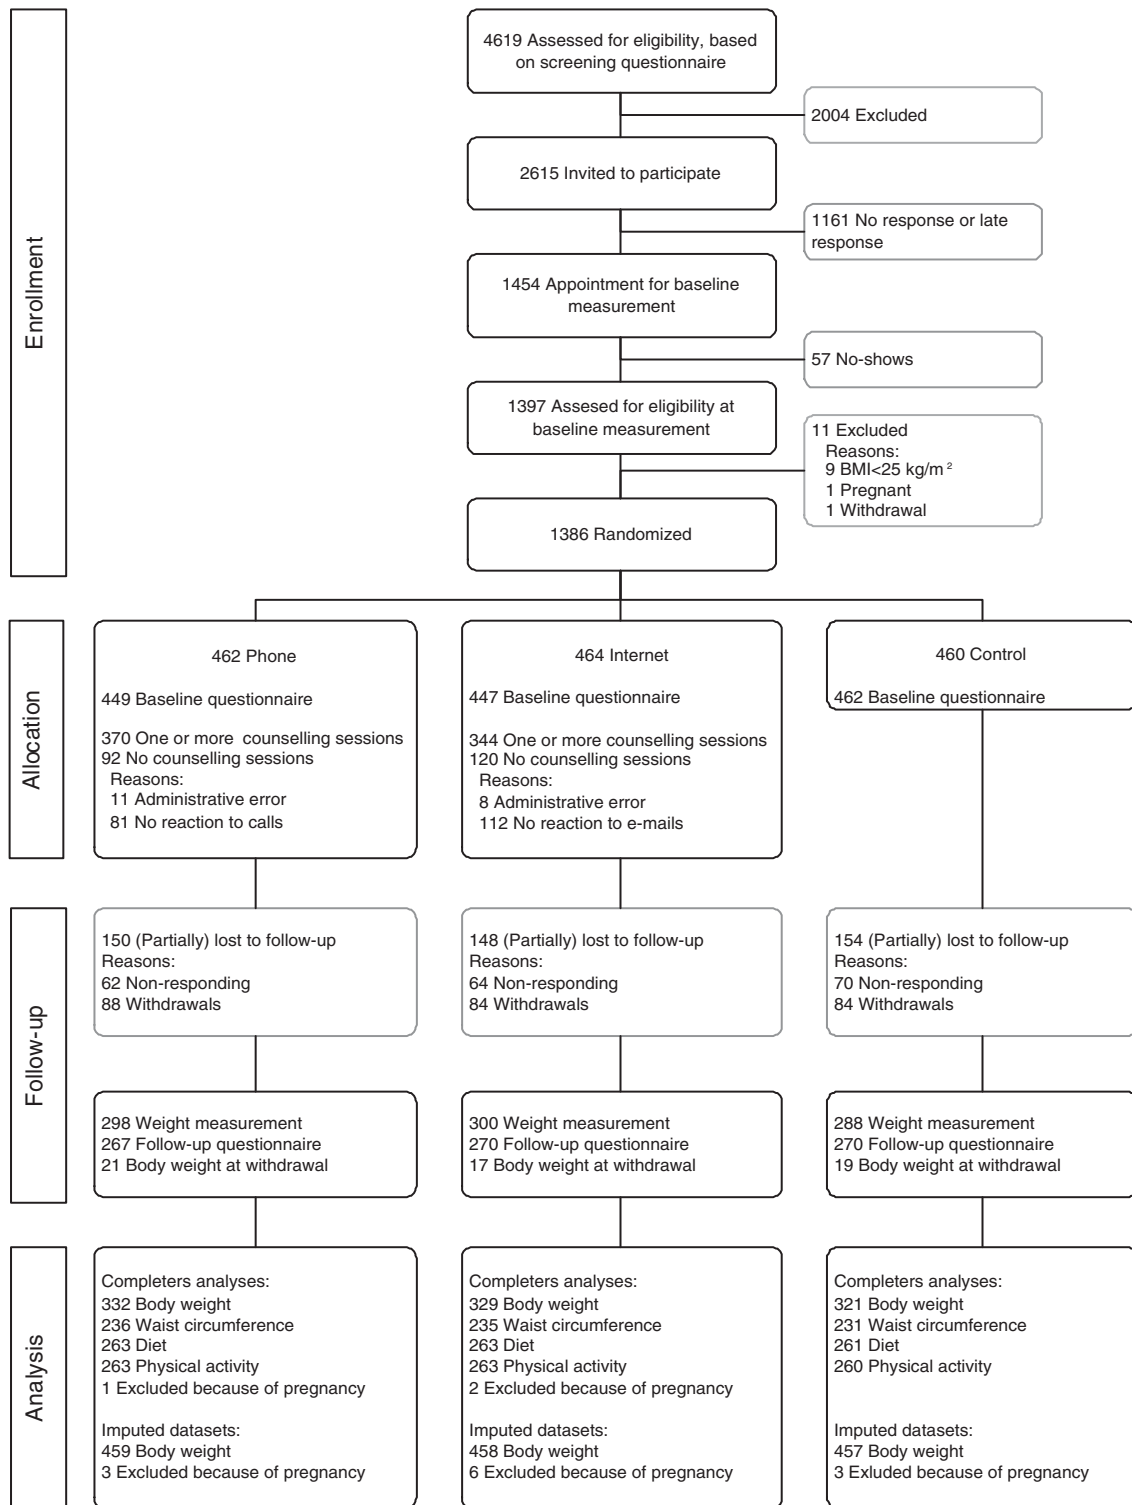 Enrollment
4619 Assessed for eligibility, based
on screening questionnaire
2004 Excluded
2615 Invited to participate
1161 No response or late
response
1454 Appointment for baseline
measurement
57 No-shows
1397 Assesed for eligibility at
baseline measurement
11 Excluded
Reasons:
9 BMI<25 kg/m²
1 Pregnant
1 Withdrawal
1386 Randomized
Allocation
462 Phone
449 Baseline questionnaire
370 One or more counselling sessions
92 No counselling sessions
Reasons:
11 Administrative error
81 No reaction to calls
464 Internet
447 Baseline questionnaire
344 One or more counselling sessions
120 No counselling sessions
Reasons:
8 Administrative error
112 No reaction to e-mails
460 Control
462 Baseline questionnaire
Follow-up
150 (Partially) lost to follow-up
Reasons:
62 Non-responding
88 Withdrawals
148 (Partially) lost to follow-up
Reasons:
64 Non-responding
84 Withdrawals
154 (Partially) lost to follow-up
Reasons:
70 Non-responding
84 Withdrawals
298 Weight measurement
267 Follow-up questionnaire
21 Body weight at withdrawal
300 Weight measurement
270 Follow-up questionnaire
17 Body weight at withdrawal
288 Weight measurement
270 Follow-up questionnaire
19 Body weight at withdrawal
Analysis
Completers analyses:
332 Body weight
236 Waist circumference
263 Diet
263 Physical activity
1 Excluded because of pregnancy
Imputed datasets:
459 Body weight
3 Excluded because of pregnancy
Completers analyses:
329 Body weight
235 Waist circumference
263 Diet
263 Physical activity
2 Excluded because of pregnancy
Imputed datasets:
458 Body weight
6 Excluded because of pregnancy
Completers analyses:
321 Body weight
231 Waist circumference
261 Diet
260 Physical activity
Imputed datasets:
457 Body weight
3 Exluded because of pregnancy